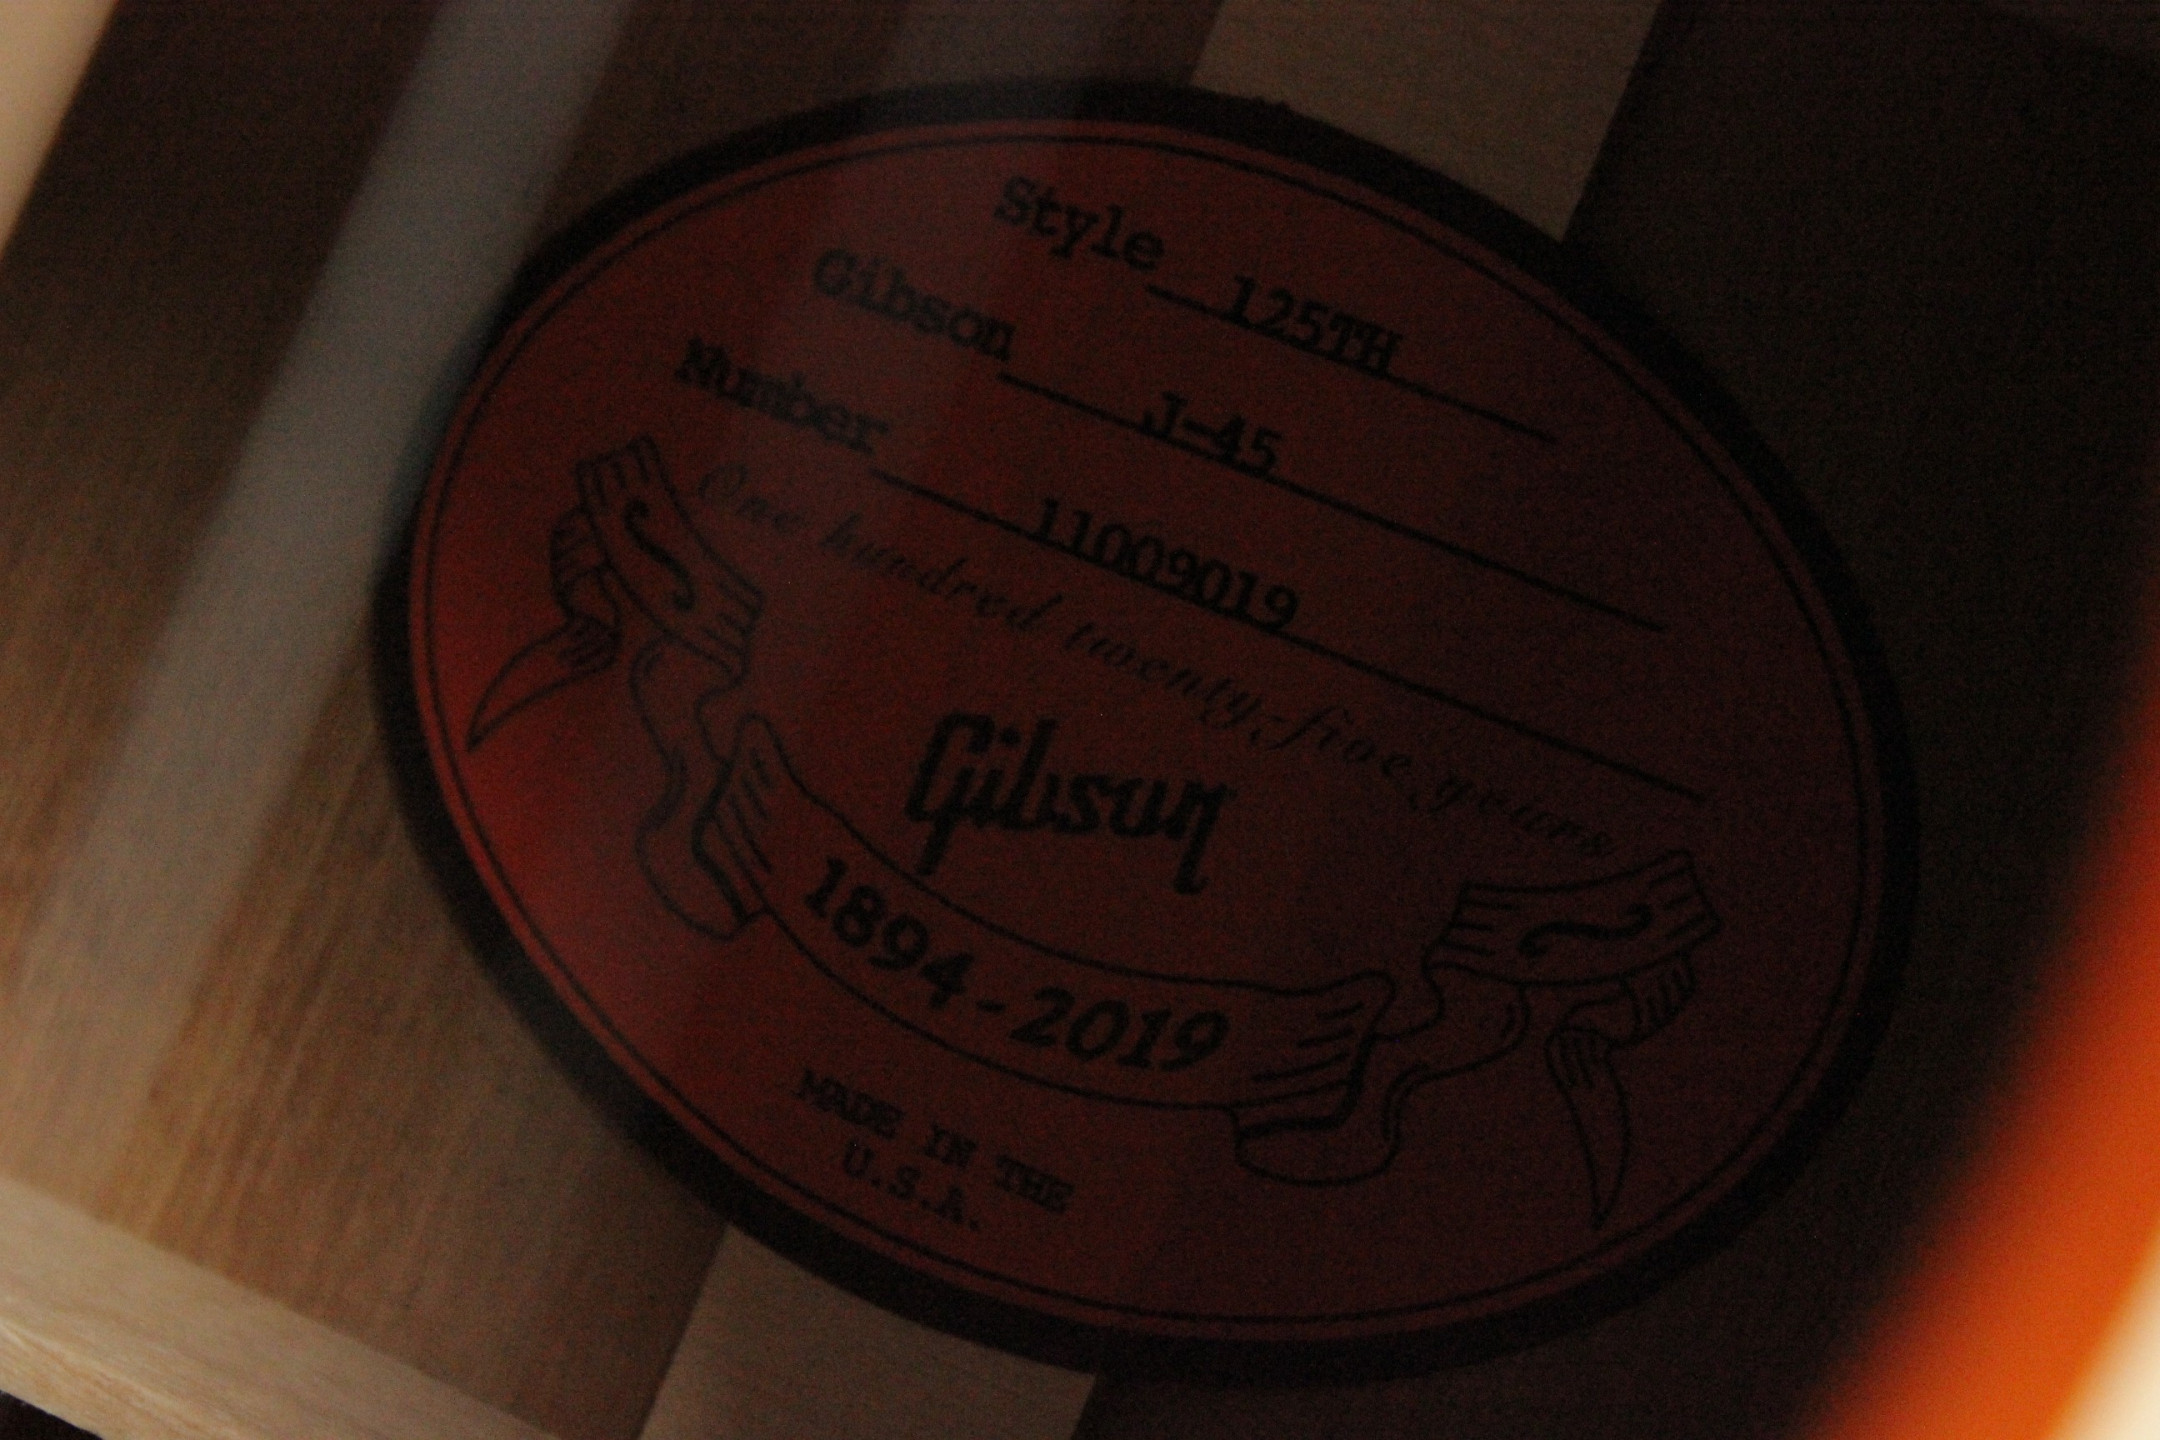 Style 125TH
Gibson J-45
Number 11009019
One hundred twenty-five years
Gibson
1894-2019
MADE IN THE
U.S.A.